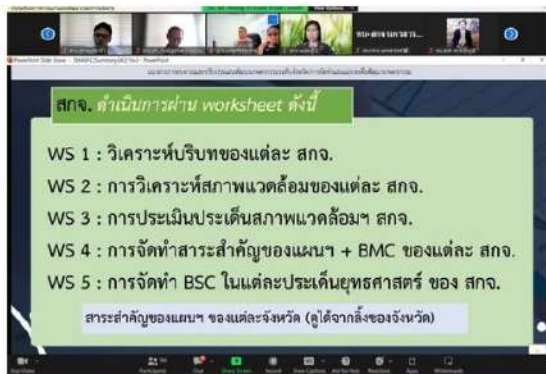 สกจ. ดำเนินการผ่าน worksheet ดังนี้
WS 1 : วิเคราะห์บริบทของแต่ละ สกจ.
WS 2 : การวิเคราะห์สภาพแวดล้อมของแต่ละ สกจ.
WS 3 : การประเมินประเด็นสภาพแวดล้อมฯ สกจ.
WS 4 : การจัดทำสาระสำคัญของแผนฯ + BMC ของแต่ละ สกจ.
WS 5 : การจัดทำ BSC ในแต่ละประเด็นยุทธศาสตร์ ของ สกจ.
สาระสำคัญของแผนฯ ของแต่ละจังหวัด (ดูได้จากลิ้งของจังหวัด)
Participants Chat Share Screen Record Show Captions Reactions Apps Whiteboards